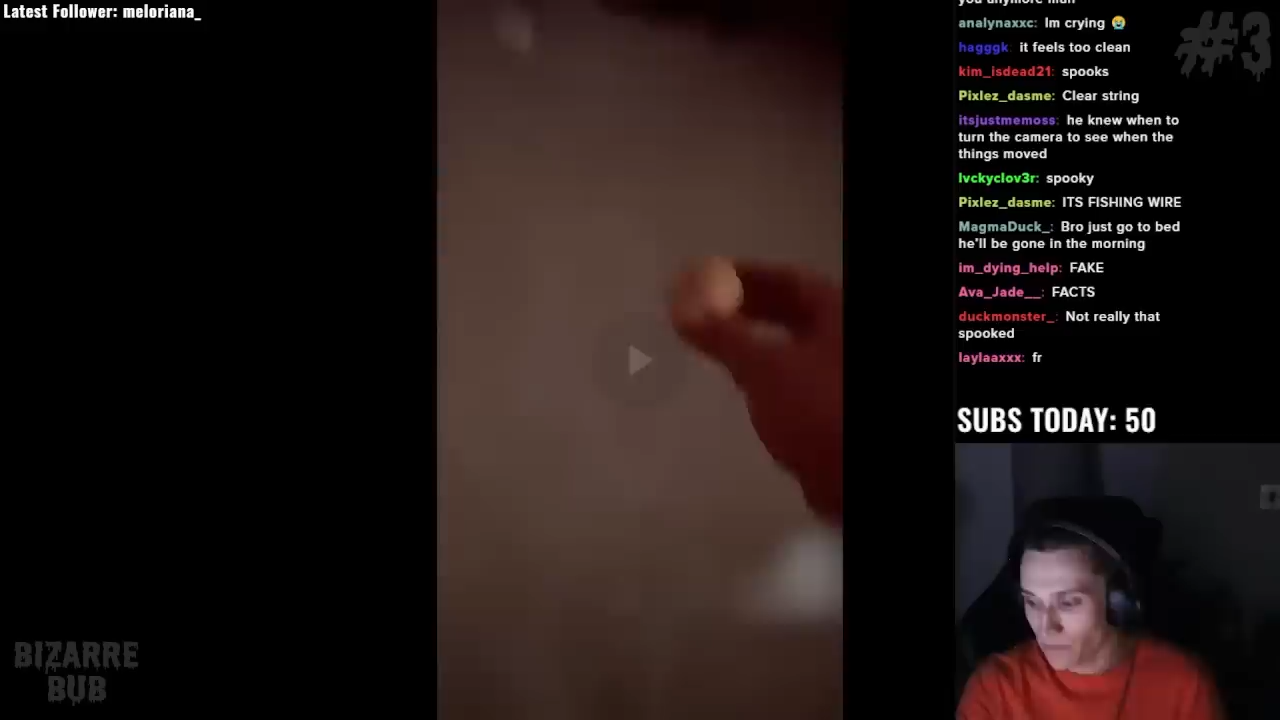 Latest Follower: meloriana_
analynaxxc: Im crying 😭
hagggk: it feels too clean
kim_isdead21: spooks
Pixlez_dasme: Clear string
itsjustmemoss: he knew when to
turn the camera to see when the
things moved
lvckyclov3r: spooky
Pixlez_dasme: ITS FISHING WIRE
MagmaDuck_: Bro just go to bed
he'll be gone in the morning
im_dying_help: FAKE
Ava_Jade__: FACTS
duckmonster_: Not really that
spooked
laylaaxxx: fr
#3
SUBS TODAY: 50
BIZARRE
BUB